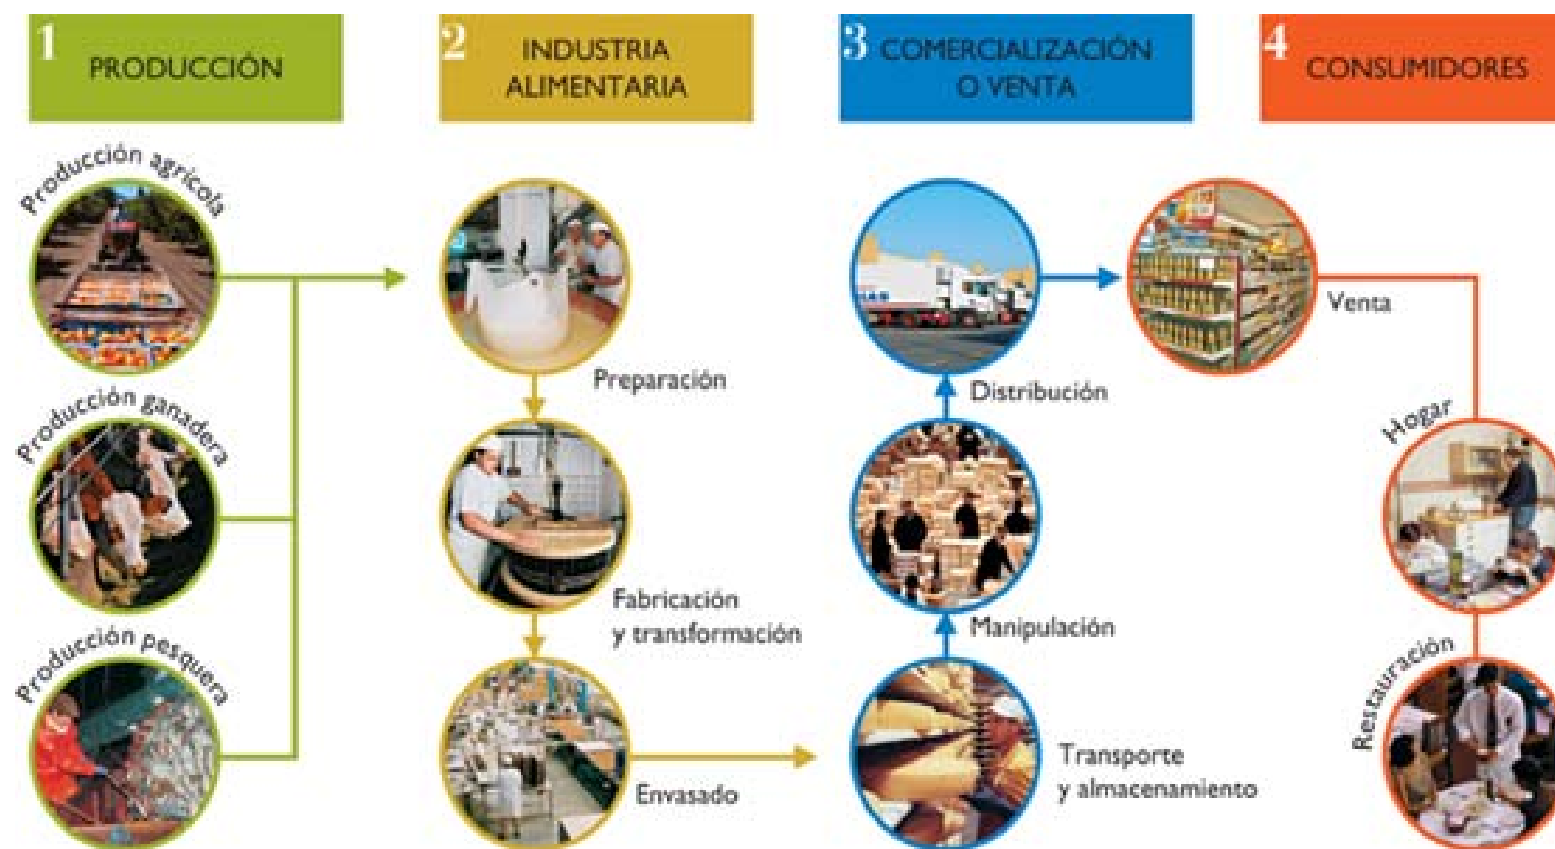 1
PRODUCCIÓN
2
INDUSTRIA
ALIMENTARIA
3
COMERCIALIZACIÓN
O VENTA
4
CONSUMIDORES
Producción agrícola
Producción ganadera
Producción pesquera
Preparación
Fabricación
y transformación
Envasado
Transporte
y almacenamiento
Manipulación
Distribución
Venta
Hogar
Restauración